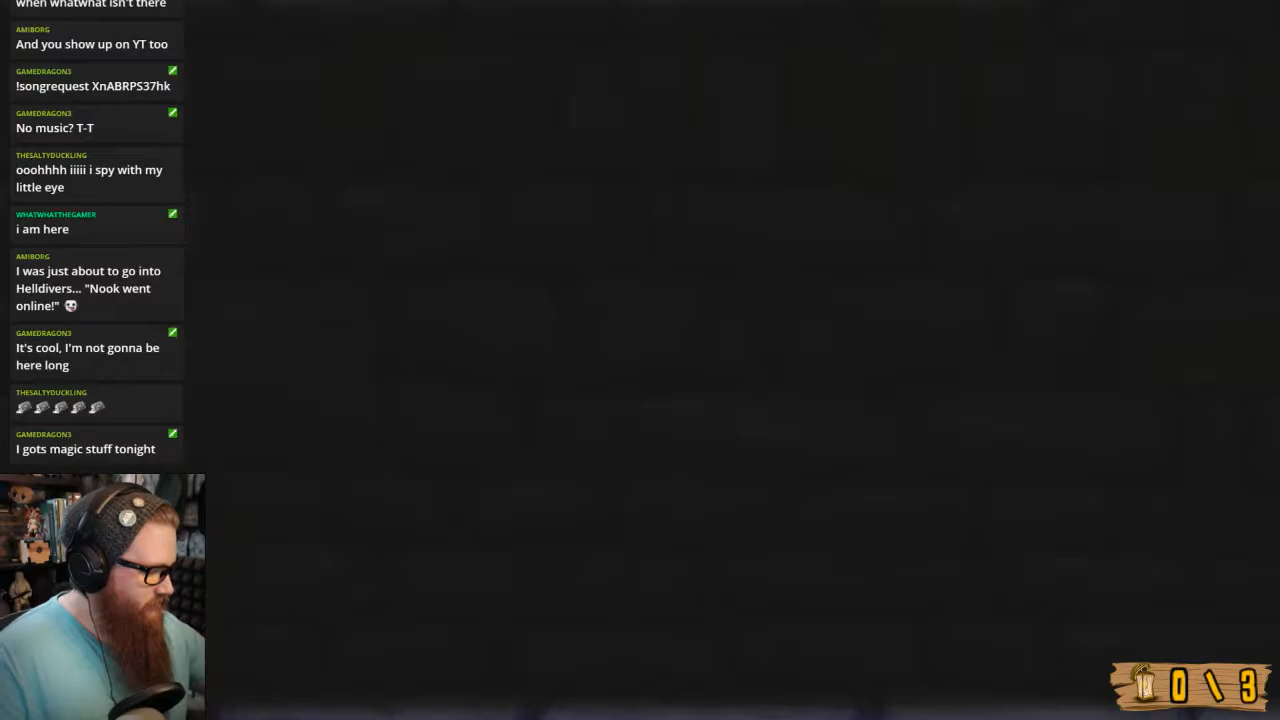 when whatwhat isn't there
AMIBORG
And you show up on YT too
GAMEDRAGON3
!songrequest XnABRPS37hk
GAMEDRAGON3
No music? T-T
THESALTYDUCKLING
ooohhhh iiiii i spy with my
little eye
WHATWHATTHEGAMER
i am here
AMIBORG
I was just about to go into
Helldivers... "Nook went
online!"
GAMEDRAGON3
It's cool, I'm not gonna be
here long
THESALTYDUCKLING
GAMEDRAGON3
I gots magic stuff tonight
0 \ 3